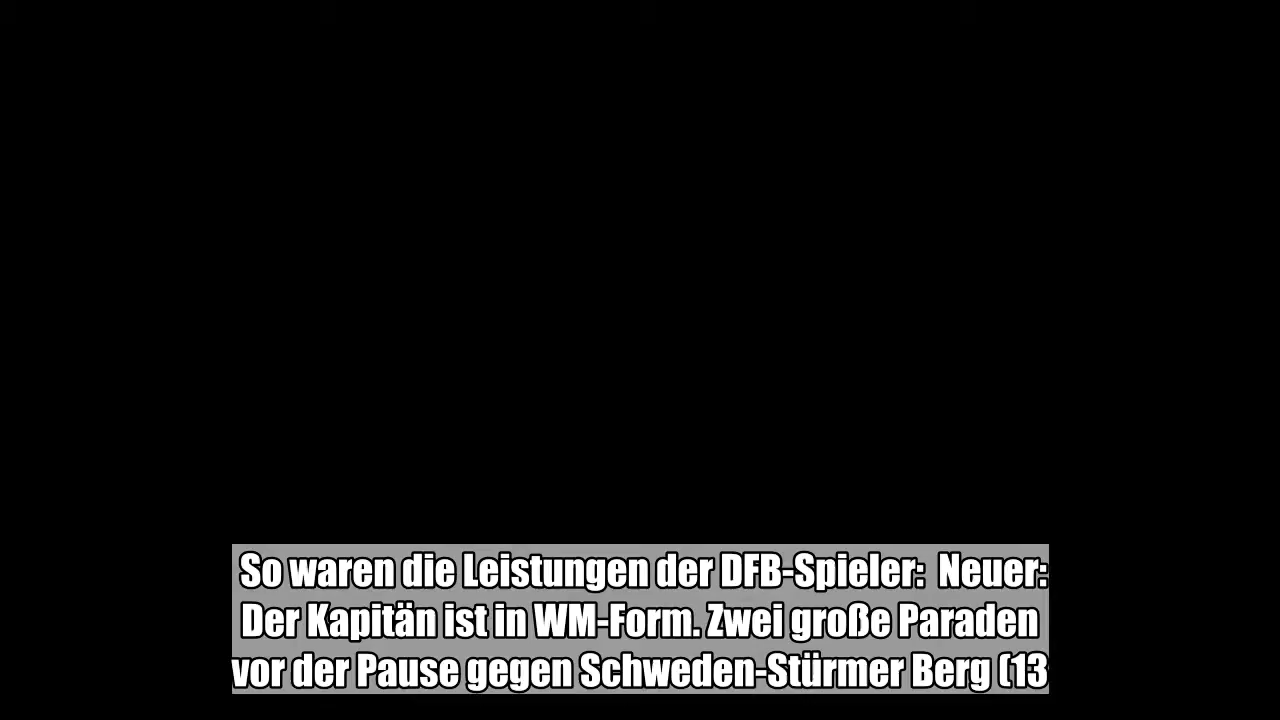 So waren die Leistungen der DFB-Spieler:  Neuer:
Der Kapitän ist in WM-Form. Zwei große Paraden
vor der Pause gegen Schweden-Stürmer Berg (13